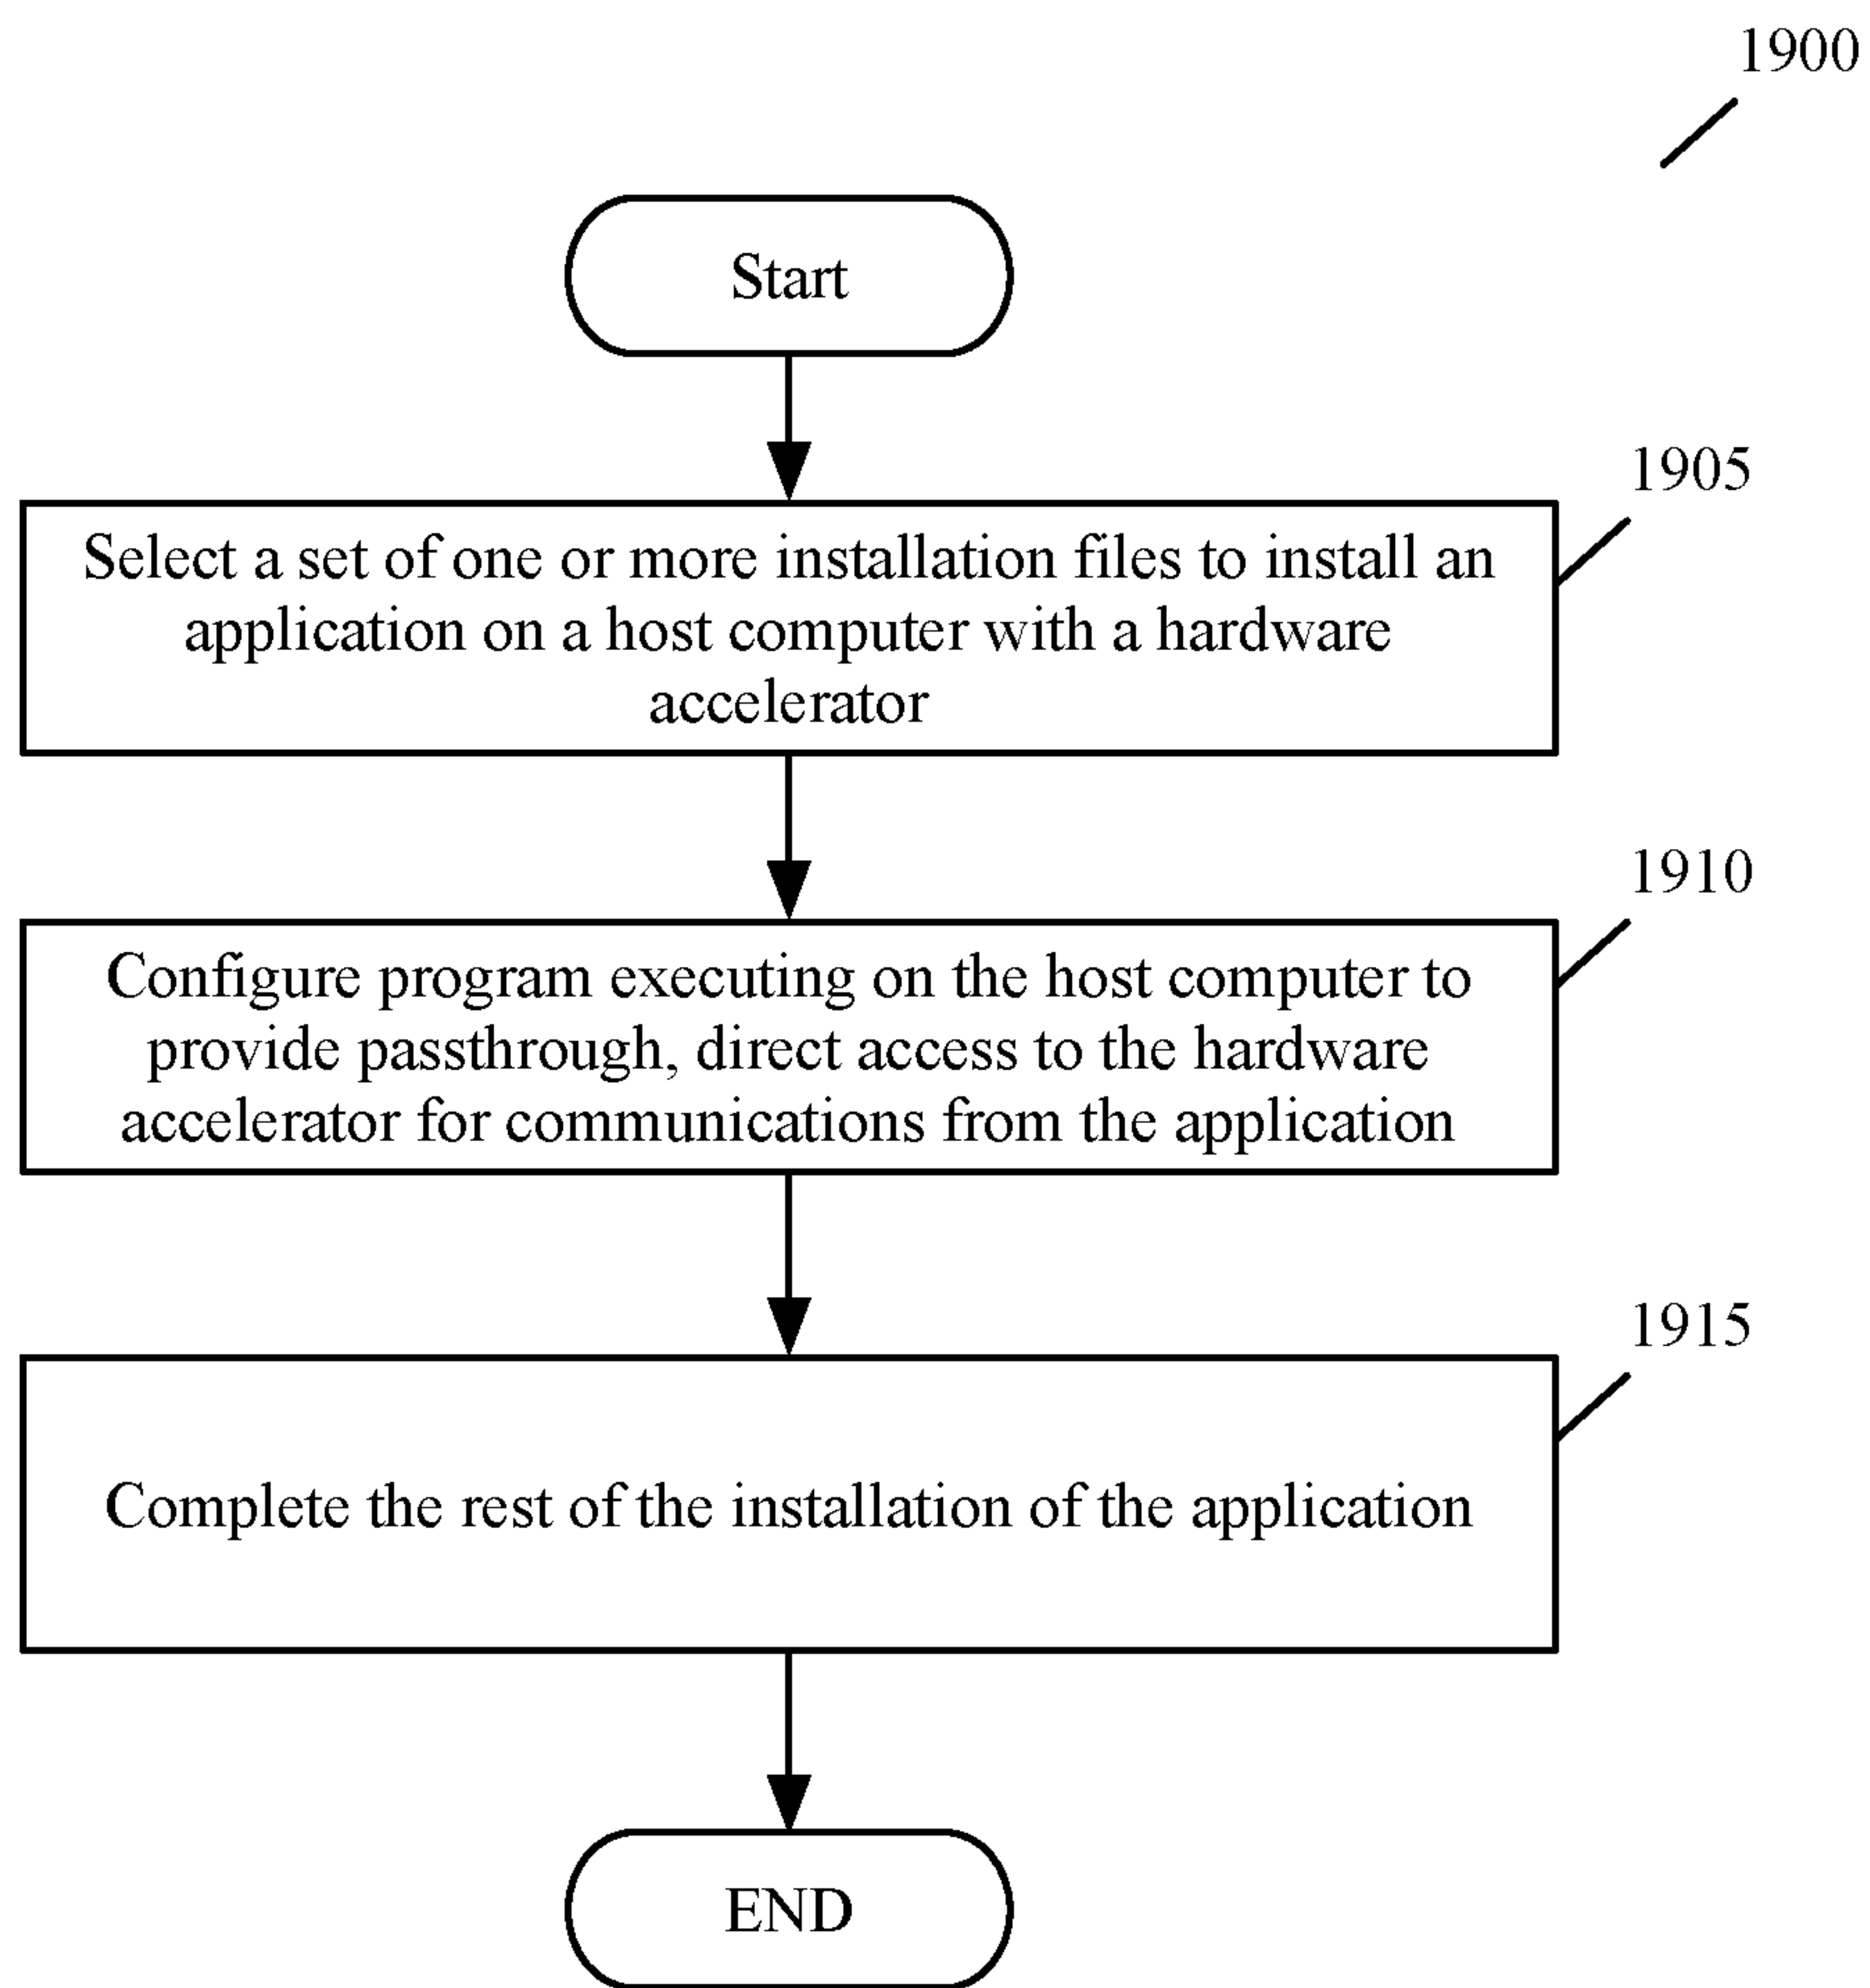 1900
Start
1905
Select a set of one or more installation files to install an
application on a host computer with a hardware
accelerator
1910
Configure program executing on the host computer to
provide passthrough, direct access to the hardware
accelerator for communications from the application
1915
Complete the rest of the installation of the application
END